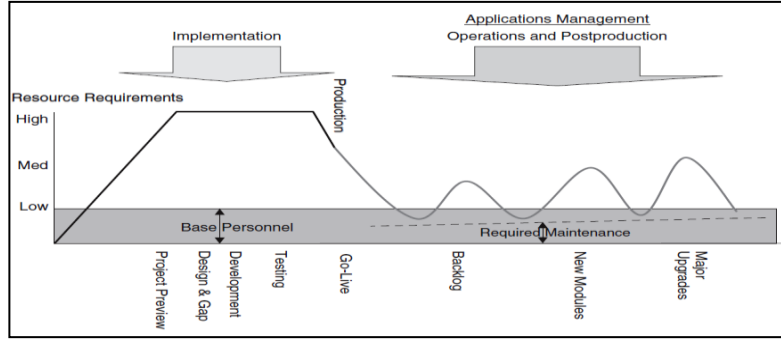 Implementation
Applications Management
Operations and Postproduction
Production
Resource Requirements
High
Med
Low
Base Personnel
Required Maintenance
Project Preview
Design & Gap
Development
Testing
Go-Live
Backlog
New Modules
Major
Upgrades